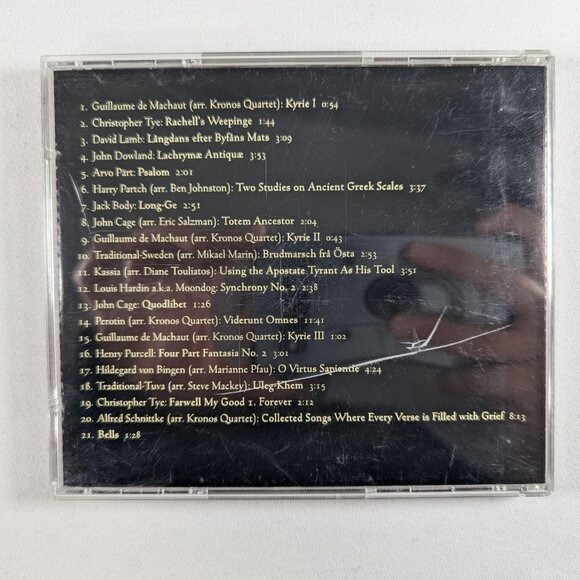 1. Guillaume de Machaut (arr. Kronos Quartet): Kyrie I 0:54
2. Christopher Tye: Rachell's Weepinge 1:44
3. David Lamb: Långdans efter Byfåns Mats 3:09
4. John Dowland: Lachrymæ Antiquæ 3:53
5. Arvo Pärt: Psalom 2:01
6. Harry Partch (arr. Ben Johnston): Two Studies on Ancient Greek Scales 3:37
7. Jack Body: Long-Ge 2:51
8. John Cage (arr. Eric Salzman): Totem Ancestor 2:04
9. Guillaume de Machaut (arr. Kronos Quartet): Kyrie II 0:43
10. Traditional-Sweden (arr. Mikael Marin): Brudmarsch frå Östa 2:53
11. Kassia (arr. Diane Touliatos): Using the Apostate Tyrant As His Tool 3:51
12. Louis Hardin a.k.a. Moondog: Synchrony No. 2 2:38
13. John Cage: Quodlibet 1:26
14. Perotin (arr. Kronos Quartet): Viderunt Omnes 11:41
15. Guillaume de Machaut (arr. Kronos Quartet): Kyrie III 1:02
16. Henry Purcell: Four Part Fantasia No. 2 3:01
17. Hildegard von Bingen (arr. Marianne Pfau): O Virtus Sapientie 4:24
18. Traditional-Tuva (arr. Steve Mackey): Uleg-Khem 3:15
19. Christopher Tye: Farwell My Good 1. Forever 2:12
20. Alfred Schnittke (arr. Kronos Quartet): Collected Songs Where Every Verse is Filled with Grief 8:13
21. Bells 1:28